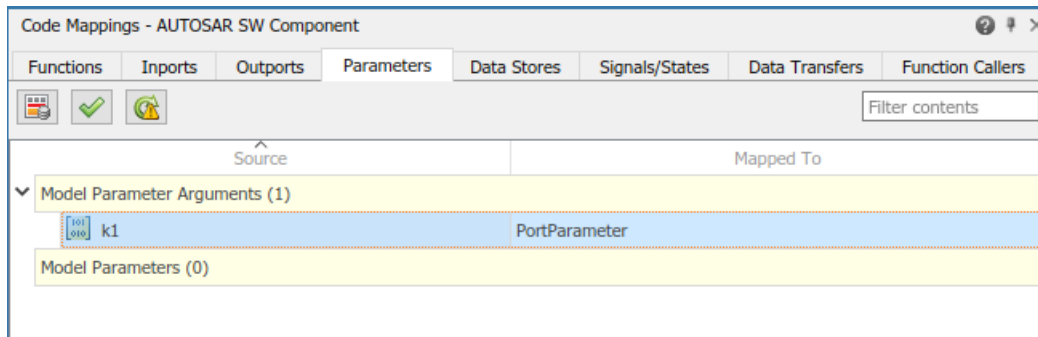 Code Mappings - AUTOSAR SW Component
Functions Inports Outports Parameters Data Stores Signals/States Data Transfers Function Callers
Filter contents
Source Mapped To
Model Parameter Arguments (1)
k1 PortParameter
Model Parameters (0)